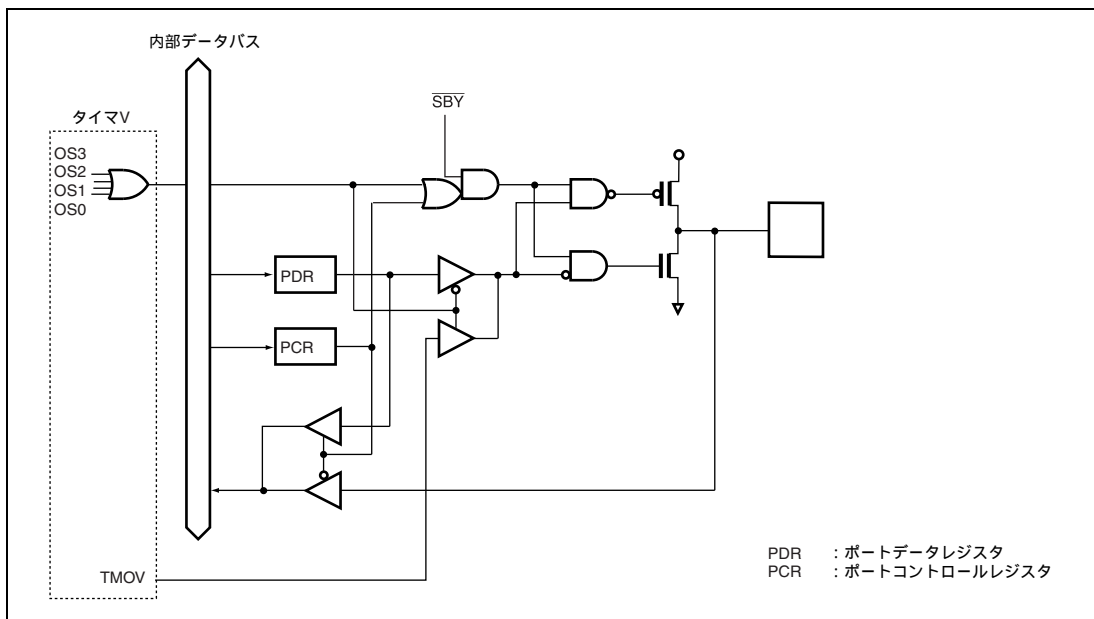 内部データバス
SBY
タイマV
OS3
OS2
OS1
OS0
PDR
PCR
TMOV
PDR :ポートデータレジスタ
PCR :ポートコントロールレジスタ